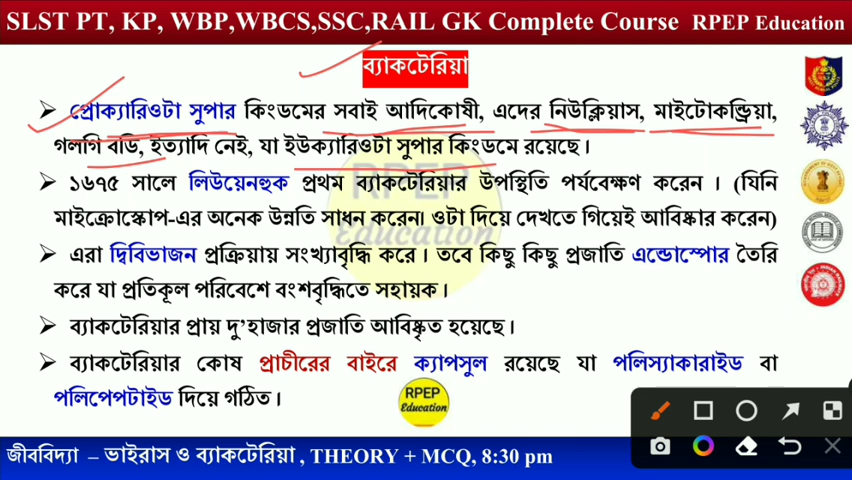 SLST PT, KP, WBP,WBCS,SSC,RAIL GK Complete Course RPEP Education
ব্যাকটেরিয়া
➢ প্রোক্যারিওটা সুপার কিংডমের সবাই আদিকোষী, এদের নিউক্লিয়াস, মাইটোকন্ড্রিয়া,
গলগি বডি, ইত্যাদি নেই, যা ইউক্যারিওটা সুপার কিংডমে রয়েছে।
➢ ১৬৭৫ সালে লিউয়েনহুক প্রথম ব্যাকটেরিয়ার উপস্থিতি পর্যবেক্ষণ করেন । (যিনি
মাইক্রোস্কোপ-এর অনেক উন্নতি সাধন করেন৷ ওটা দিয়ে দেখতে গিয়েই আবিষ্কার করেন)
➢ এরা দ্বিবিভাজন প্রক্রিয়ায় সংখ্যাবৃদ্ধি করে। তবে কিছু কিছু প্রজাতি এন্ডোস্পোর তৈরি
করে যা প্রতিকূল পরিবেশে বংশবৃদ্ধিতে সহায়ক।
➢ ব্যাকটেরিয়ার প্রায় দু’হাজার প্রজাতি আবিষ্কৃত হয়েছে।
➢ ব্যাকটেরিয়ার কোষ প্রাচীরের বাইরে ক্যাপসুল রয়েছে যা পলিস্যাকারাইড বা
পলিপেপটাইড দিয়ে গঠিত।
RPEP
Education
RPEP
Education
জীববিদ্যা – ভাইরাস ও ব্যাকটেরিয়া , THEORY + MCQ, 8:30 pm